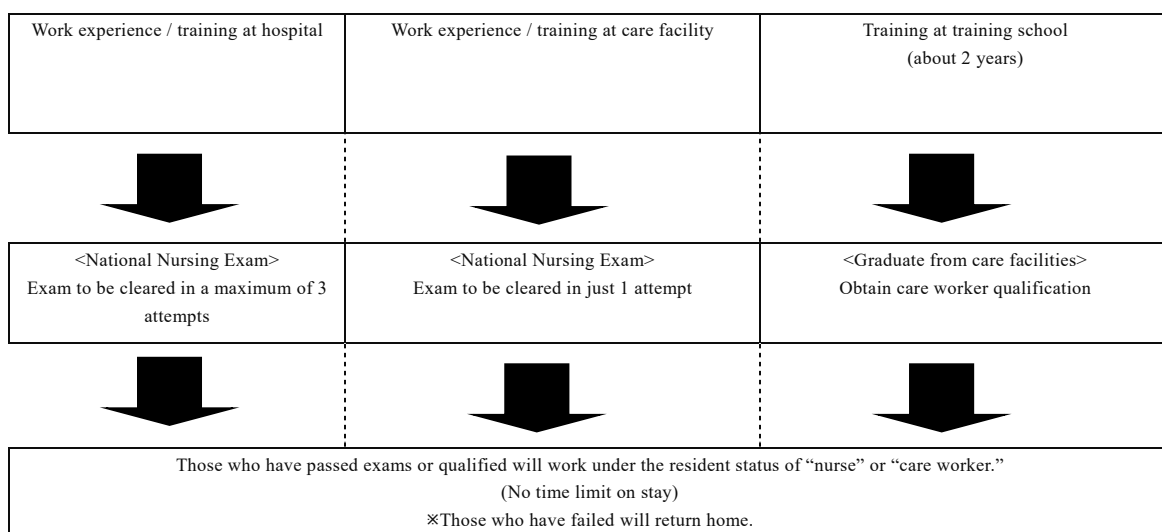 Work experience / training at hospital
Work experience / training at care facility
Training at training school
(about 2 years)
<National Nursing Exam>
Exam to be cleared in a maximum of 3
attempts
<National Nursing Exam>
Exam to be cleared in just 1 attempt
<Graduate from care facilities>
Obtain care worker qualification
Those who have passed exams or qualified will work under the resident status of “nurse” or “care worker.”
(No time limit on stay)
※Those who have failed will return home.